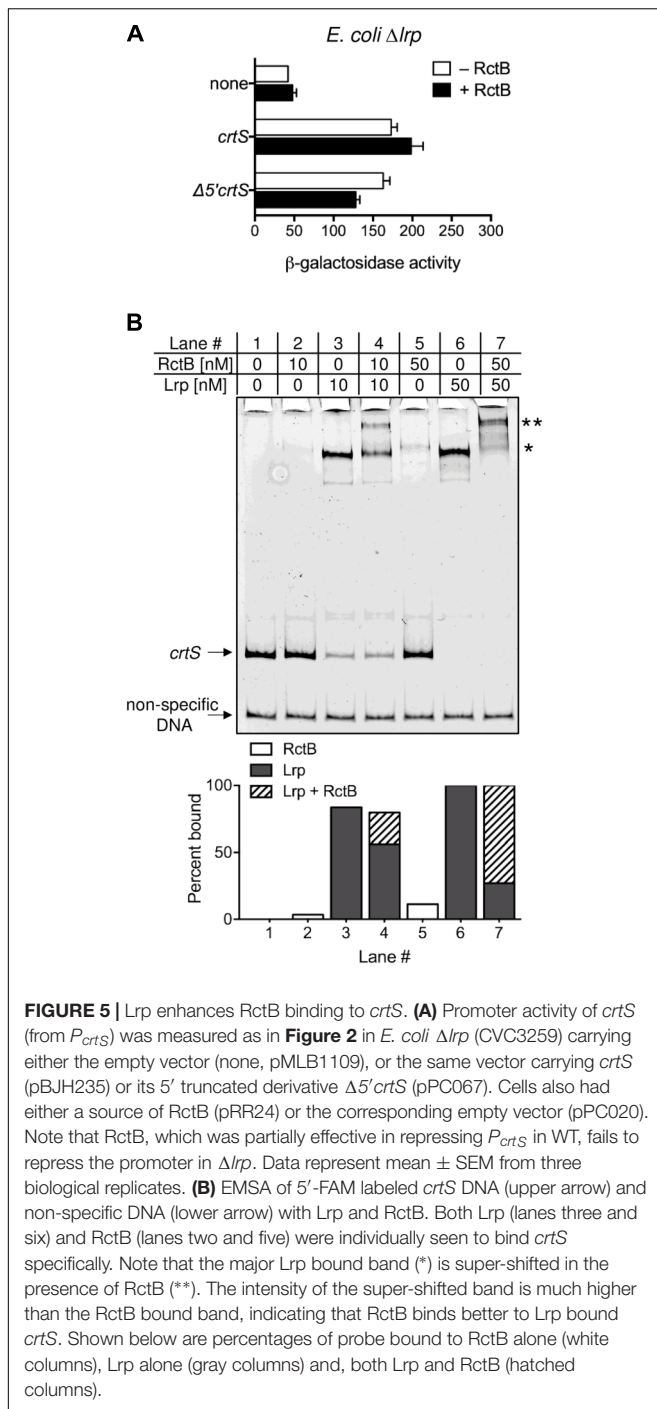 A
E. coli Δlrp
− RctB
+ RctB
none
crtS
Δ5'crtS
0 50 100 150 200 250 300
β-galactosidase activity
B
Lane # 1 2 3 4 5 6 7
RctB [nM] 0 10 0 10 50 0 50
Lrp [nM] 0 0 10 10 0 50 50
**
*
crtS
non-specific
DNA
RctB
Lrp
Lrp + RctB
Percent bound
100
50
0
1 2 3 4 5 6 7
Lane #
FIGURE 5 | Lrp enhances RctB binding to crtS. (A) Promoter activity of crtS
(from PcrtS) was measured as in Figure 2 in E. coli Δlrp (CVC3259) carrying
either the empty vector (none, pMLB1109), or the same vector carrying crtS
(pBJH235) or its 5′ truncated derivative Δ5′crtS (pPC067). Cells also had
either a source of RctB (pRR24) or the corresponding empty vector (pPC020).
Note that RctB, which was partially effective in repressing PcrtS in WT, fails to
repress the promoter in Δlrp. Data represent mean ± SEM from three
biological replicates. (B) EMSA of 5′-FAM labeled crtS DNA (upper arrow) and
non-specific DNA (lower arrow) with Lrp and RctB. Both Lrp (lanes three and
six) and RctB (lanes two and five) were individually seen to bind crtS
specifically. Note that the major Lrp bound band (*) is super-shifted in the
presence of RctB (**). The intensity of the super-shifted band is much higher
than the RctB bound band, indicating that RctB binds better to Lrp bound
crtS. Shown below are percentages of probe bound to RctB alone (white
columns), Lrp alone (gray columns) and, both Lrp and RctB (hatched
columns).